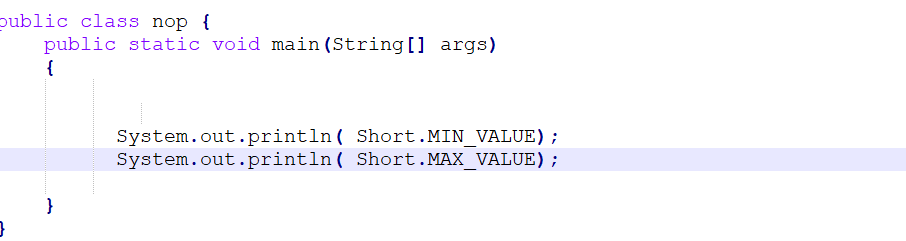 public class nop {
public static void main(String[] args)
{
System.out.println( Short.MIN_VALUE);
System.out.println( Short.MAX_VALUE);
}
}